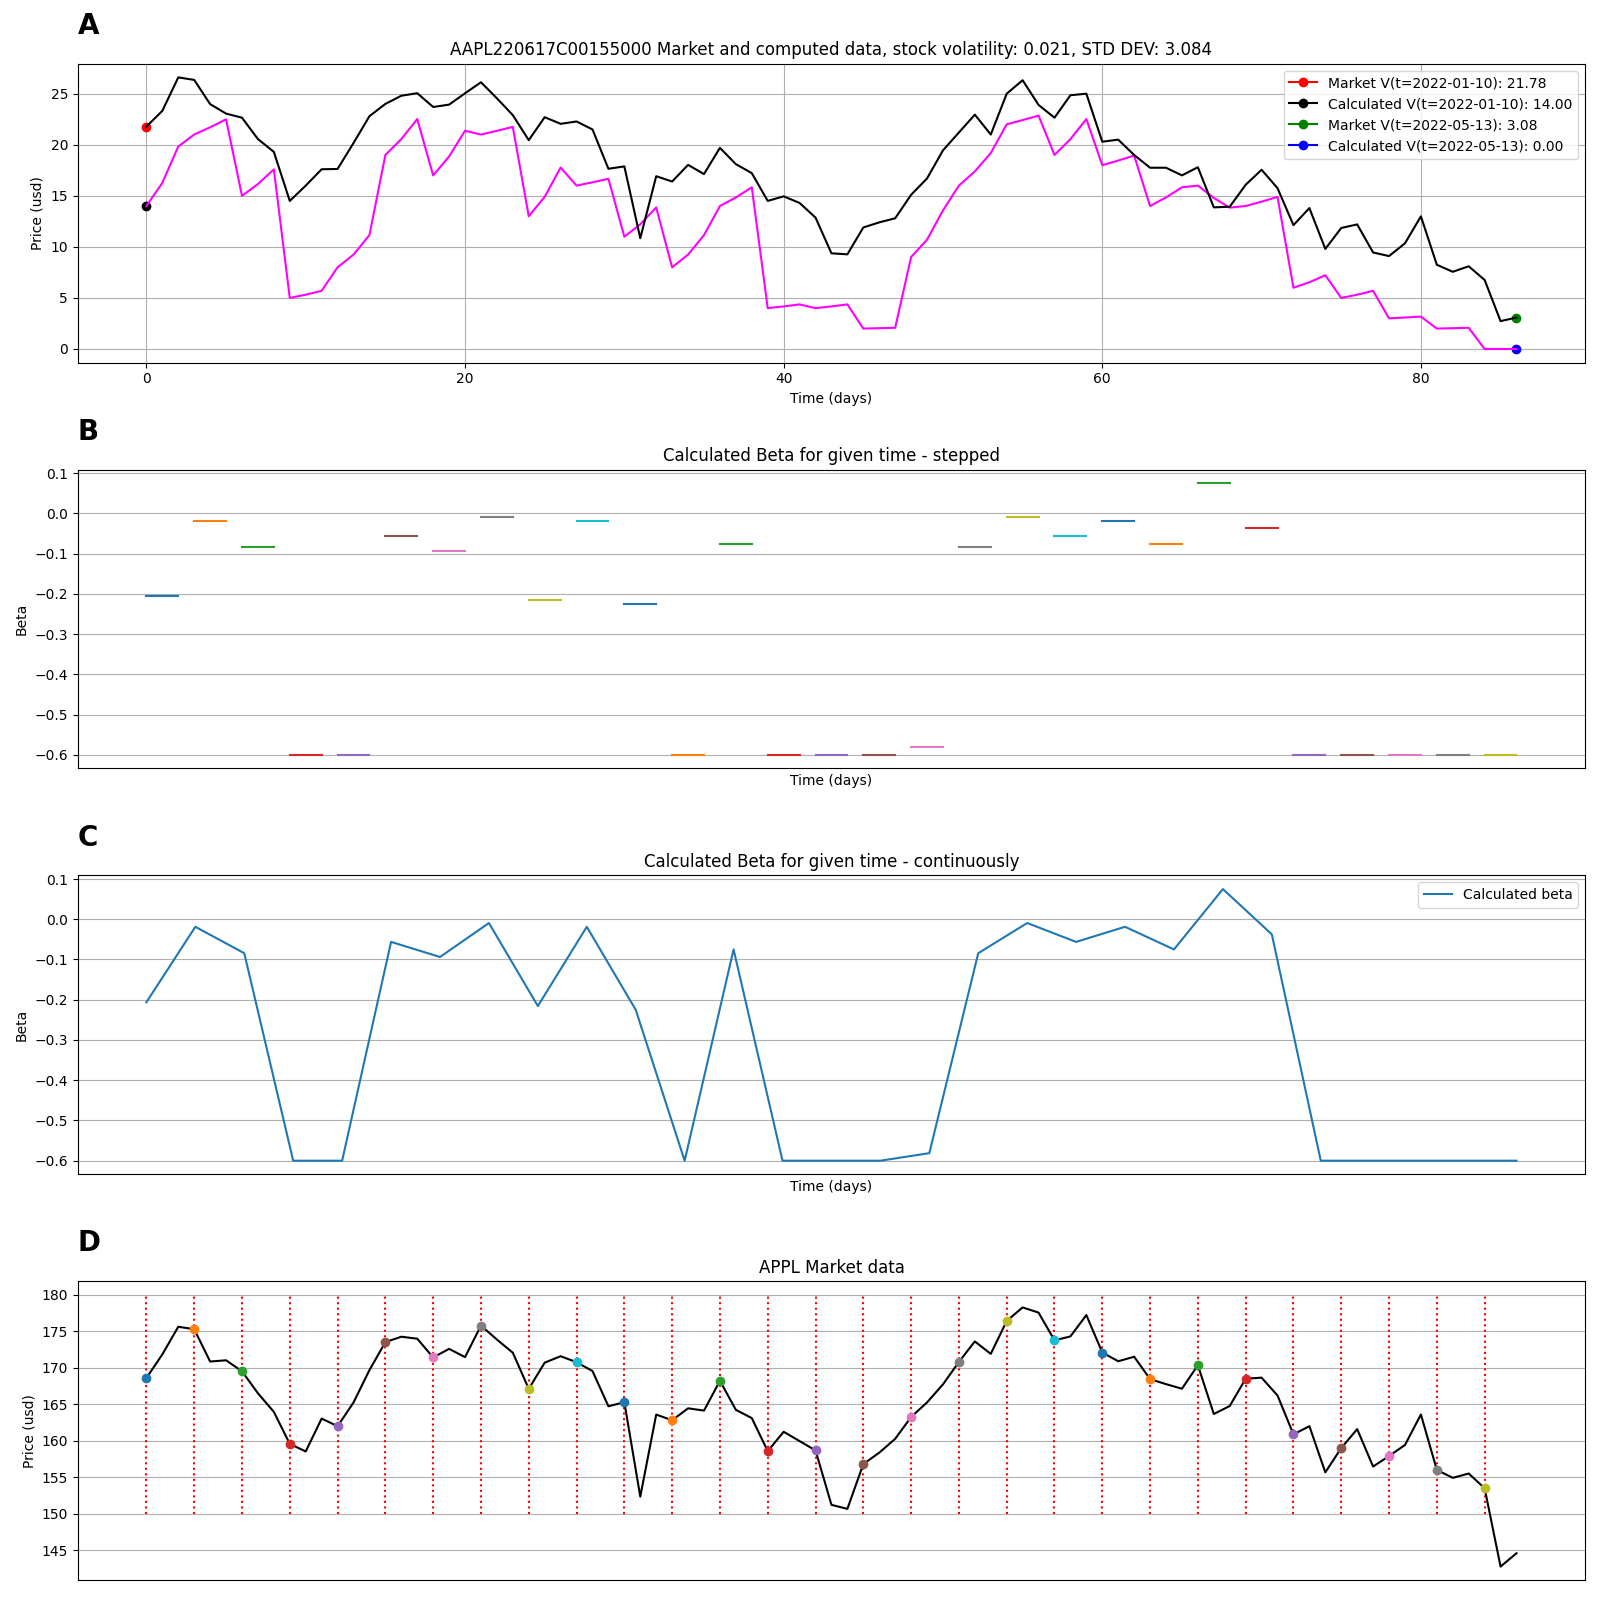 A
AAPL220617C00155000 Market and computed data, stock volatility: 0.021, STD DEV: 3.084
Market V(t=2022-01-10): 21.78
Calculated V(t=2022-01-10): 14.00
Market V(t=2022-05-13): 3.08
Calculated V(t=2022-05-13): 0.00
Price (usd)
25
20
15
10
5
0
0 20 40 60 80
Time (days)
B
Calculated Beta for given time - stepped
Beta
0.1
0.0
−0.1
−0.2
−0.3
−0.4
−0.5
−0.6
Time (days)
C
Calculated Beta for given time - continuously
Calculated beta
Beta
0.1
0.0
−0.1
−0.2
−0.3
−0.4
−0.5
−0.6
Time (days)
D
APPL Market data
Price (usd)
180
175
170
165
160
155
150
145